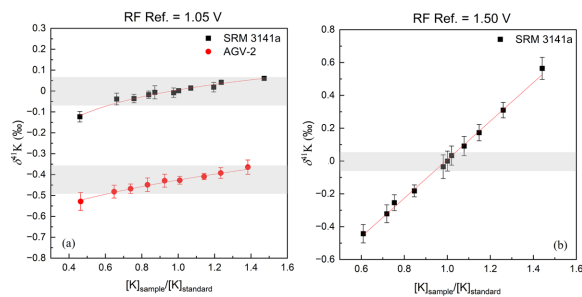 RF Ref. = 1.05 V
SRM 3141a
AGV-2
0.3
0.2
0.1
0.0
−0.1
−0.2
−0.3
−0.4
−0.5
−0.6
−0.7
−0.8
δ⁴¹K (‰)
(a)
0.4 0.6 0.8 1.0 1.2 1.4 1.6
[K]sample/[K]standard
RF Ref. = 1.50 V
SRM 3141a
0.8
0.6
0.4
0.2
0.0
−0.2
−0.4
−0.6
δ⁴¹K (‰)
(b)
0.6 0.8 1.0 1.2 1.4 1.6
[K]sample/[K]standard